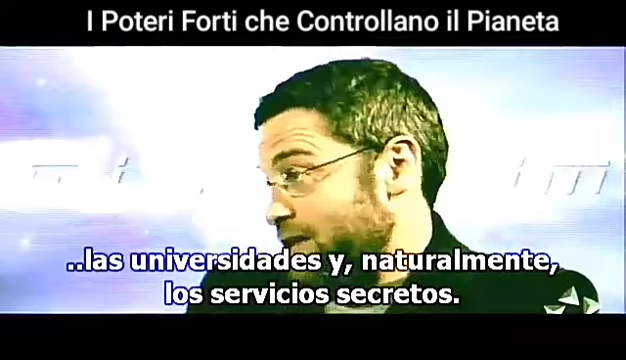 I Poteri Forti che Controllano il Pianeta
..las universidades y, naturalmente,
los servicios secretos.